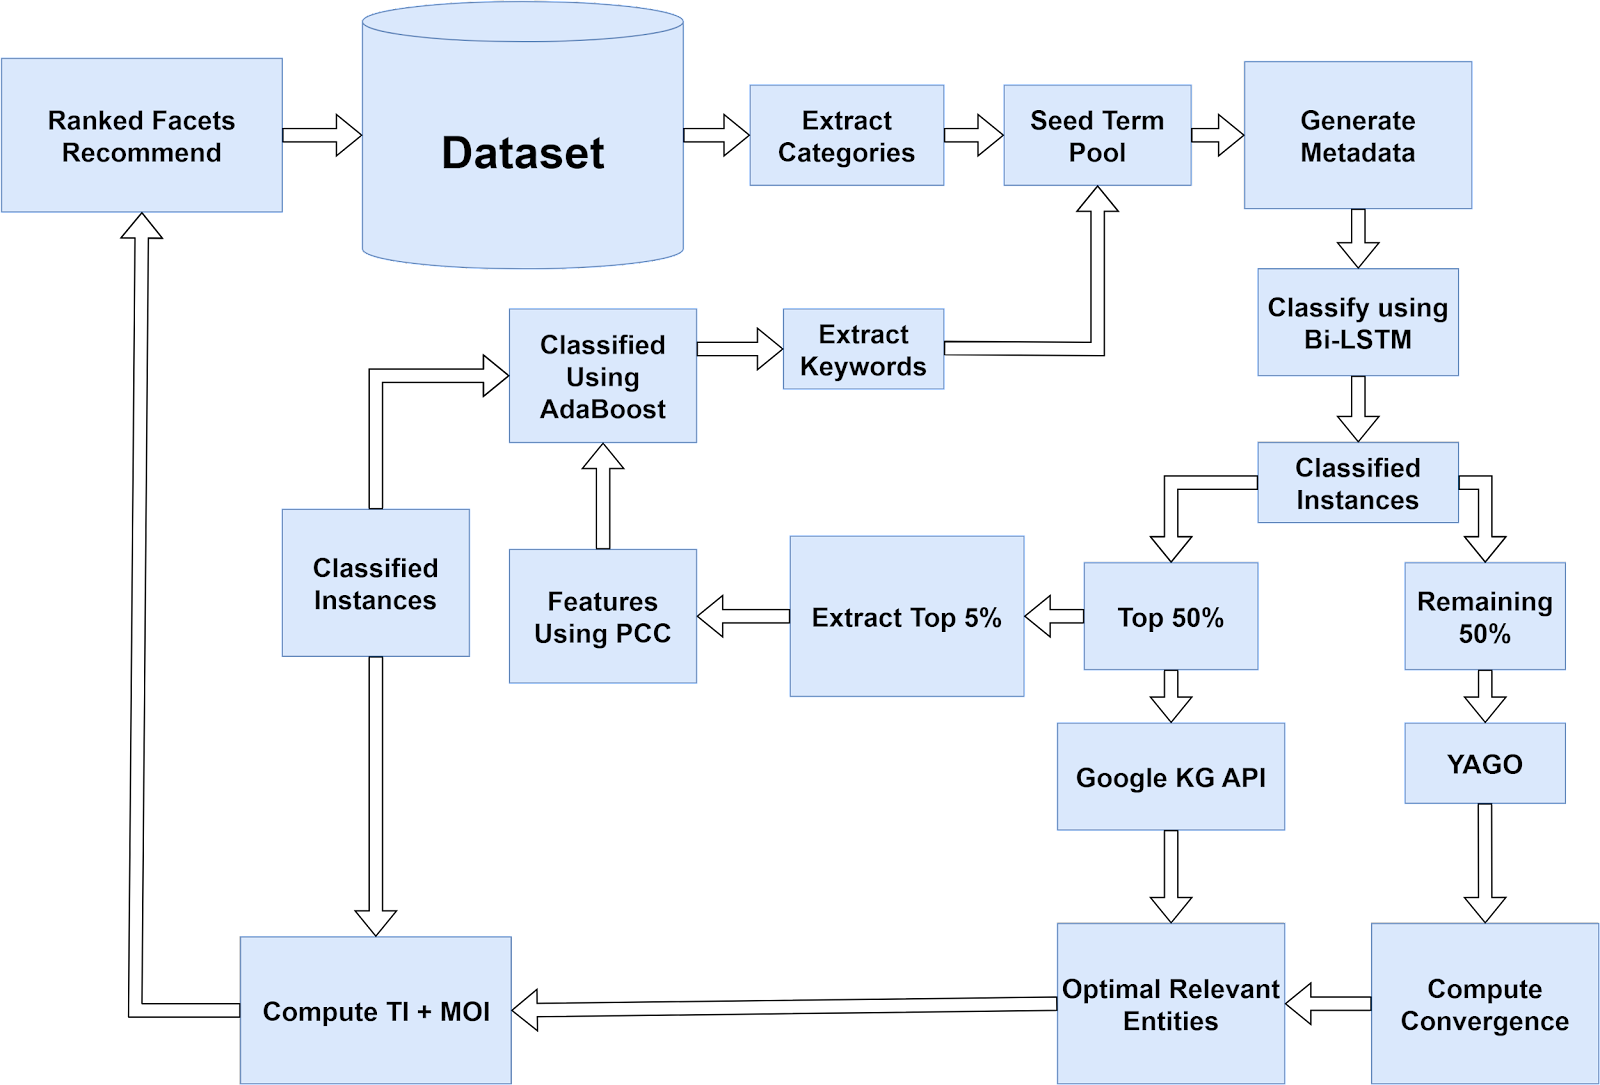 Ranked Facets
Recommend
Dataset
Extract
Categories
Seed Term
Pool
Generate
Metadata
Classified
Using
AdaBoost
Extract
Keywords
Classify using
Bi-LSTM
Classified
Instances
Classified
Instances
Features
Using PCC
Extract Top 5%
Top 50%
Remaining
50%
Google KG API
YAGO
Compute TI + MOI
Optimal Relevant
Entities
Compute
Convergence